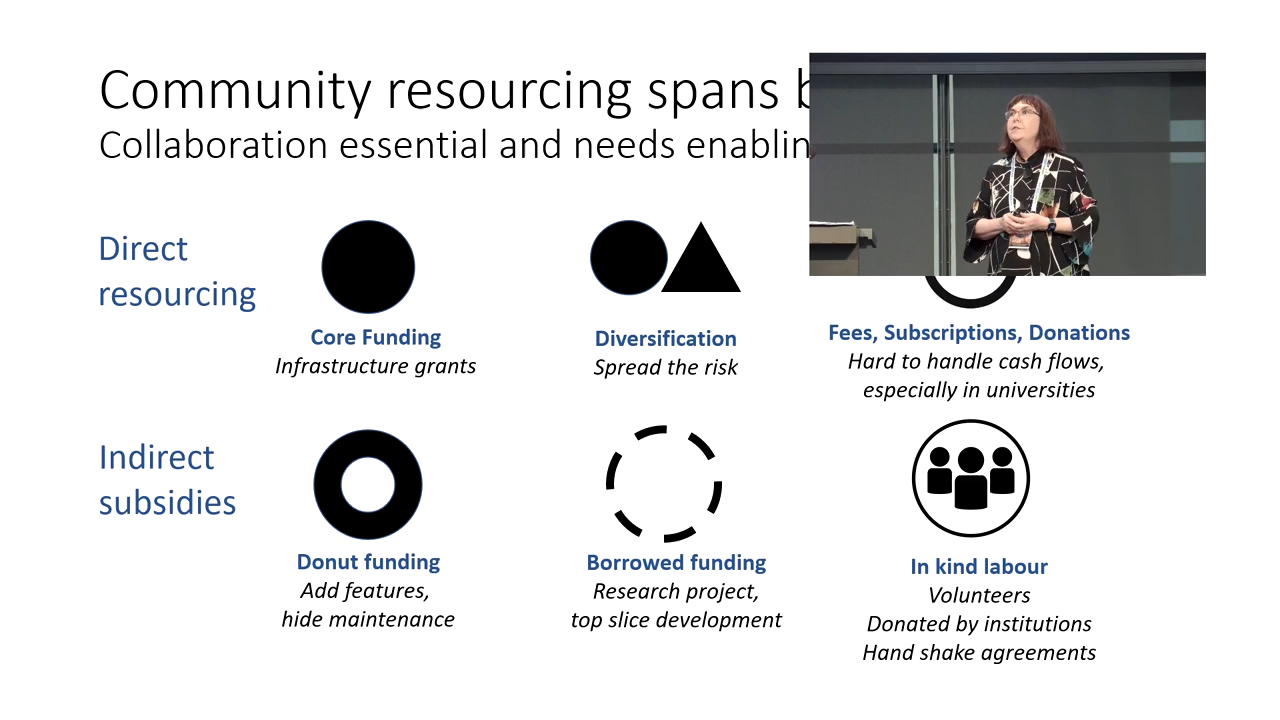 Community resourcing spans
Collaboration essential and needs
Direct
resourcing
Core Funding
Infrastructure grants
Diversification
Spread the risk
Fees, Subscriptions, Donations
Hard to handle cash flows,
especially in universities
Indirect
subsidies
Donut funding
Add features,
hide maintenance
Borrowed funding
Research project,
top slice development
In kind labour
Volunteers
Donated by institutions
Hand shake agreements